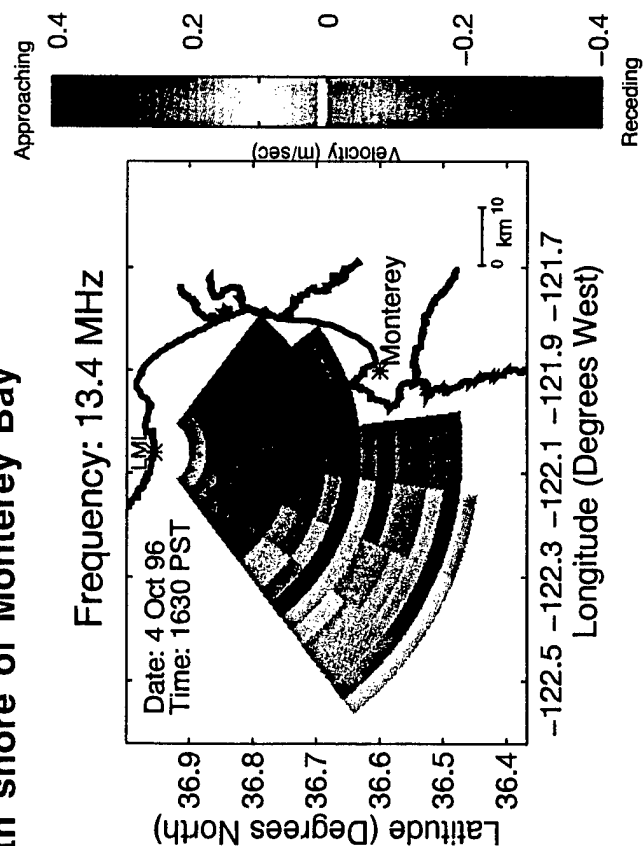 th shore of Monterey Bay
Frequency: 13.4 MHz
Date: 4 Oct 96
Time: 1630 PST
LML
Monterey
0 km 10
36.9
36.8
36.7
36.6
36.5
36.4
Latitude (Degrees North)
−122.5 −122.3 −122.1 −121.9 −121.7
Longitude (Degrees West)
Approaching
0.4
0.2
0
−0.2
−0.4
Receding
Velocity (m/sec)